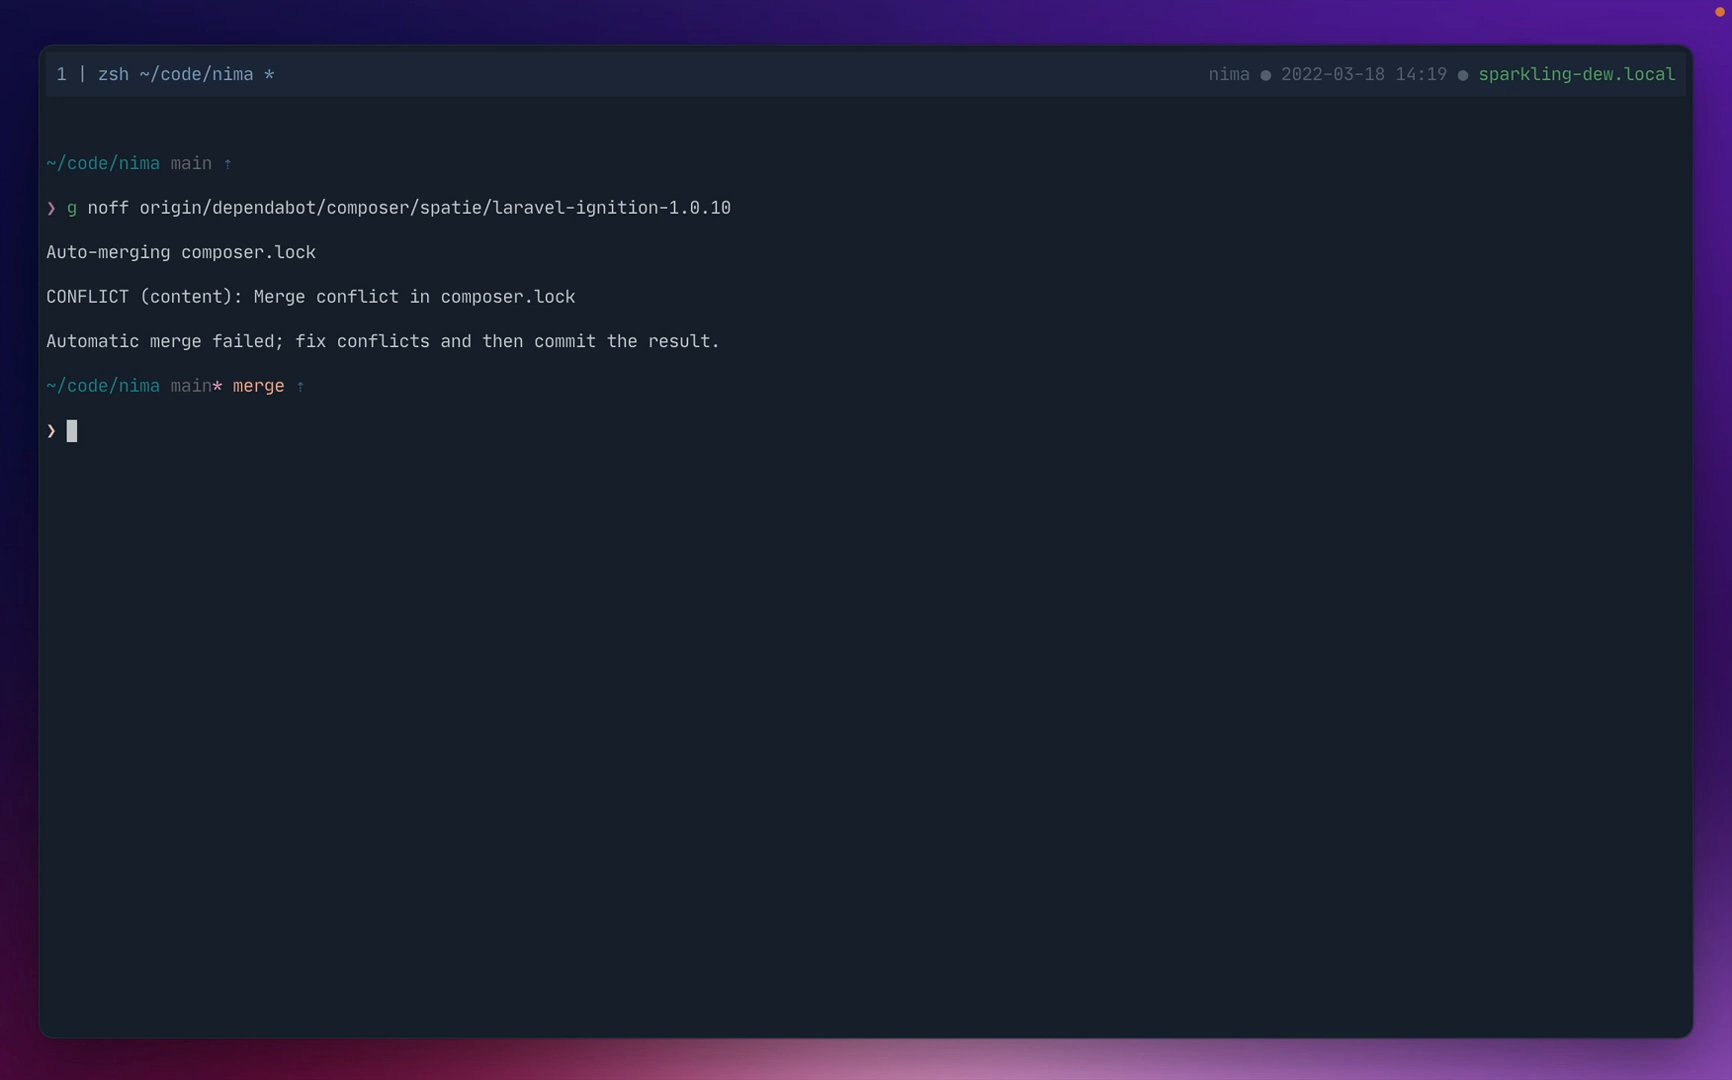 1 | zsh ~/code/nima *
nima ● 2022-03-18 14:19 ● sparkling-dew.local
~/code/nima main ⇡
❯ g noff origin/dependabot/composer/spatie/laravel-ignition-1.0.10
Auto-merging composer.lock
CONFLICT (content): Merge conflict in composer.lock
Automatic merge failed; fix conflicts and then commit the result.
~/code/nima main* merge ⇡
❯